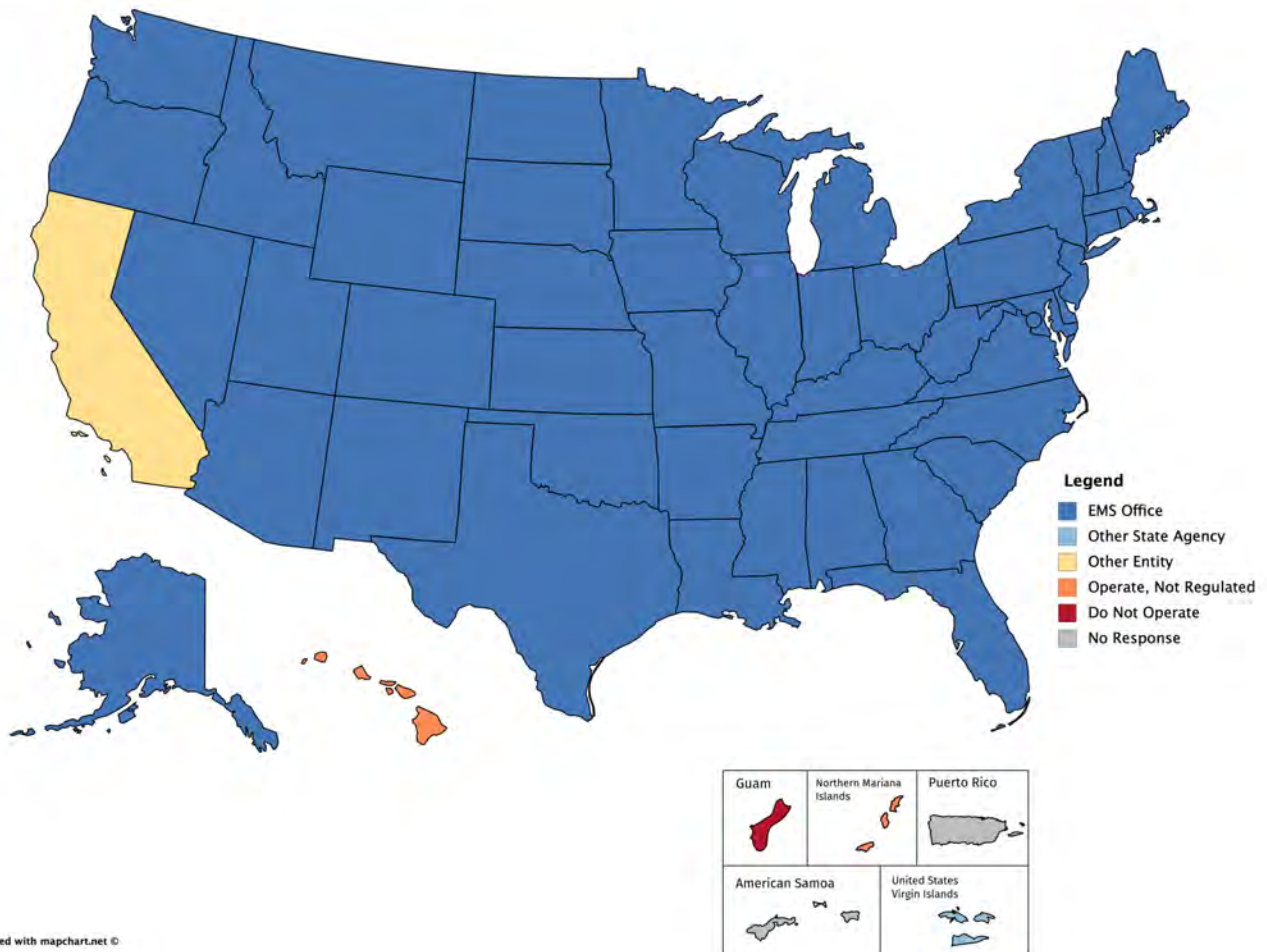 Legend
EMS Office
Other State Agency
Other Entity
Operate, Not Regulated
Do Not Operate
No Response
Guam
Northern Mariana
Islands
Puerto Rico
American Samoa
United States
Virgin Islands
ed with mapchart.net ©